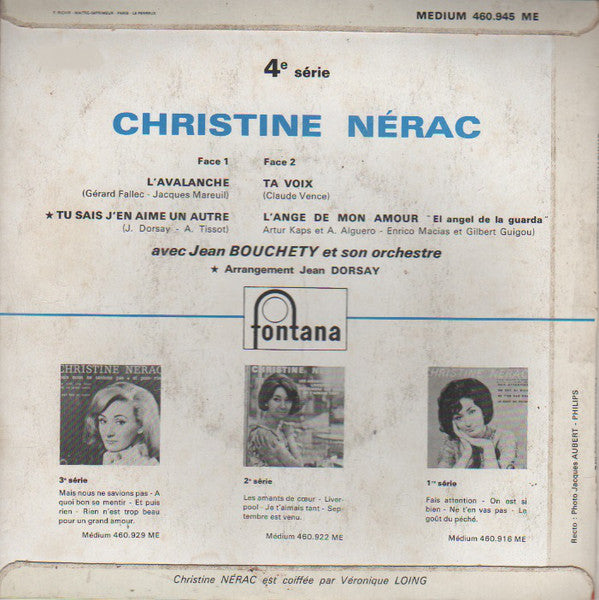 MEDIUM 460.945 ME
4e série
CHRISTINE NÉRAC
Face 1
L'AVALANCHE
(Gérard Fallec - Jacques Mareuil)
★ TU SAIS J'EN AIME UN AUTRE
(J. Dorsay - A. Tissot)
Face 2
TA VOIX
(Claude Vence)
L'ANGE DE MON AMOUR "El angel de la guarda"
Artur Kaps et A. Alguero - Enrico Macias et Gilbert Guigou)
avec Jean BOUCHETY et son orchestre
★ Arrangement Jean DORSAY
fontana
CHRISTINE NERAC
3e série
Mais nous ne savions pas - A
quoi bon se mentir - Et puis
rien - Rien n'est trop beau
pour un grand amour.
Médium 460.929 ME
CHRISTINE NÉRAC
2e série
Les amants de cœur - Liver-
pool - Je t'aimais tant - Sep-
tembre est venu.
Médium 460.922 ME
CHRISTINE NERAC
1re série
Fais attention - On est si
bien - Ne t'en vas pas - Le
goût du péché.
Médium 460.916 ME
Recto : Photo Jacques AUBERT - PHILIPS
Christine NÉRAC est coiffée par Véronique LOING